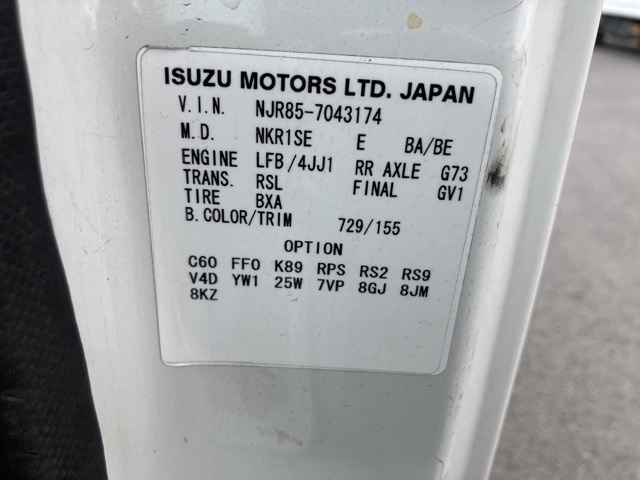 ISUZU MOTORS LTD. JAPAN
V.I.N. NJR85-7043174
M.D. NKR1SE E BA/BE
ENGINE LFB/4JJ1 RR AXLE G73
TRANS. RSL FINAL GV1
TIRE BXA
B.COLOR/TRIM 729/155
OPTION
C60 FF0 K89 RPS RS2 RS9
V4D YW1 25W 7VP 8GJ 8JM
8KZ